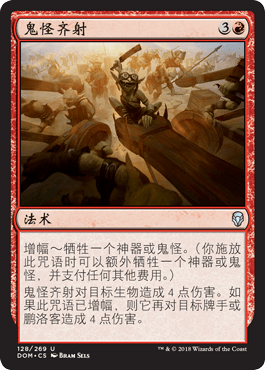 鬼怪齐射
3
法术
增幅～牺牲一个神器或鬼怪。（你施放
此咒语时可以额外牺牲一个神器或鬼怪
，并支付任何其他费用。）
鬼怪齐射对目标生物造成4点伤害。如
果此咒语已增幅，则它再对目标牌手或
鹏洛客造成4点伤害。
128/269 U
DOM • CS BRAM SELS
™ & © 2018 Wizards of the Coast